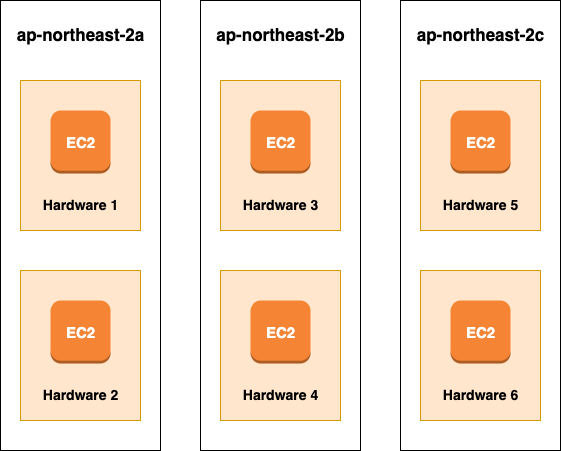 ap-northeast-2a
EC2
Hardware 1
EC2
Hardware 2
ap-northeast-2b
EC2
Hardware 3
EC2
Hardware 4
ap-northeast-2c
EC2
Hardware 5
EC2
Hardware 6